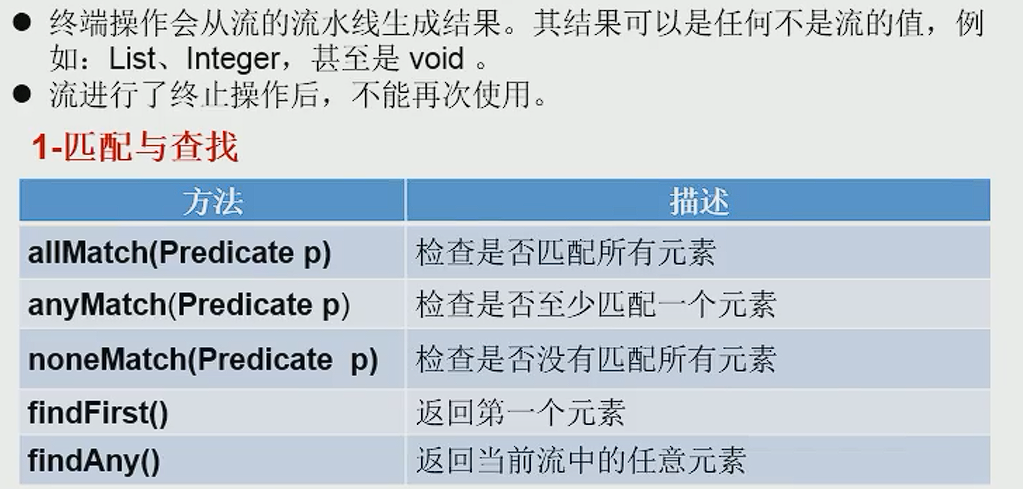 ● 终端操作会从流的流水线生成结果。其结果可以是任何不是流的值，例
如：List、Integer，甚至是 void 。
● 流进行了终止操作后，不能再次使用。
1-匹配与查找
方法 描述
allMatch(Predicate p) 检查是否匹配所有元素
anyMatch(Predicate p) 检查是否至少匹配一个元素
noneMatch(Predicate p) 检查是否没有匹配所有元素
findFirst() 返回第一个元素
findAny() 返回当前流中的任意元素